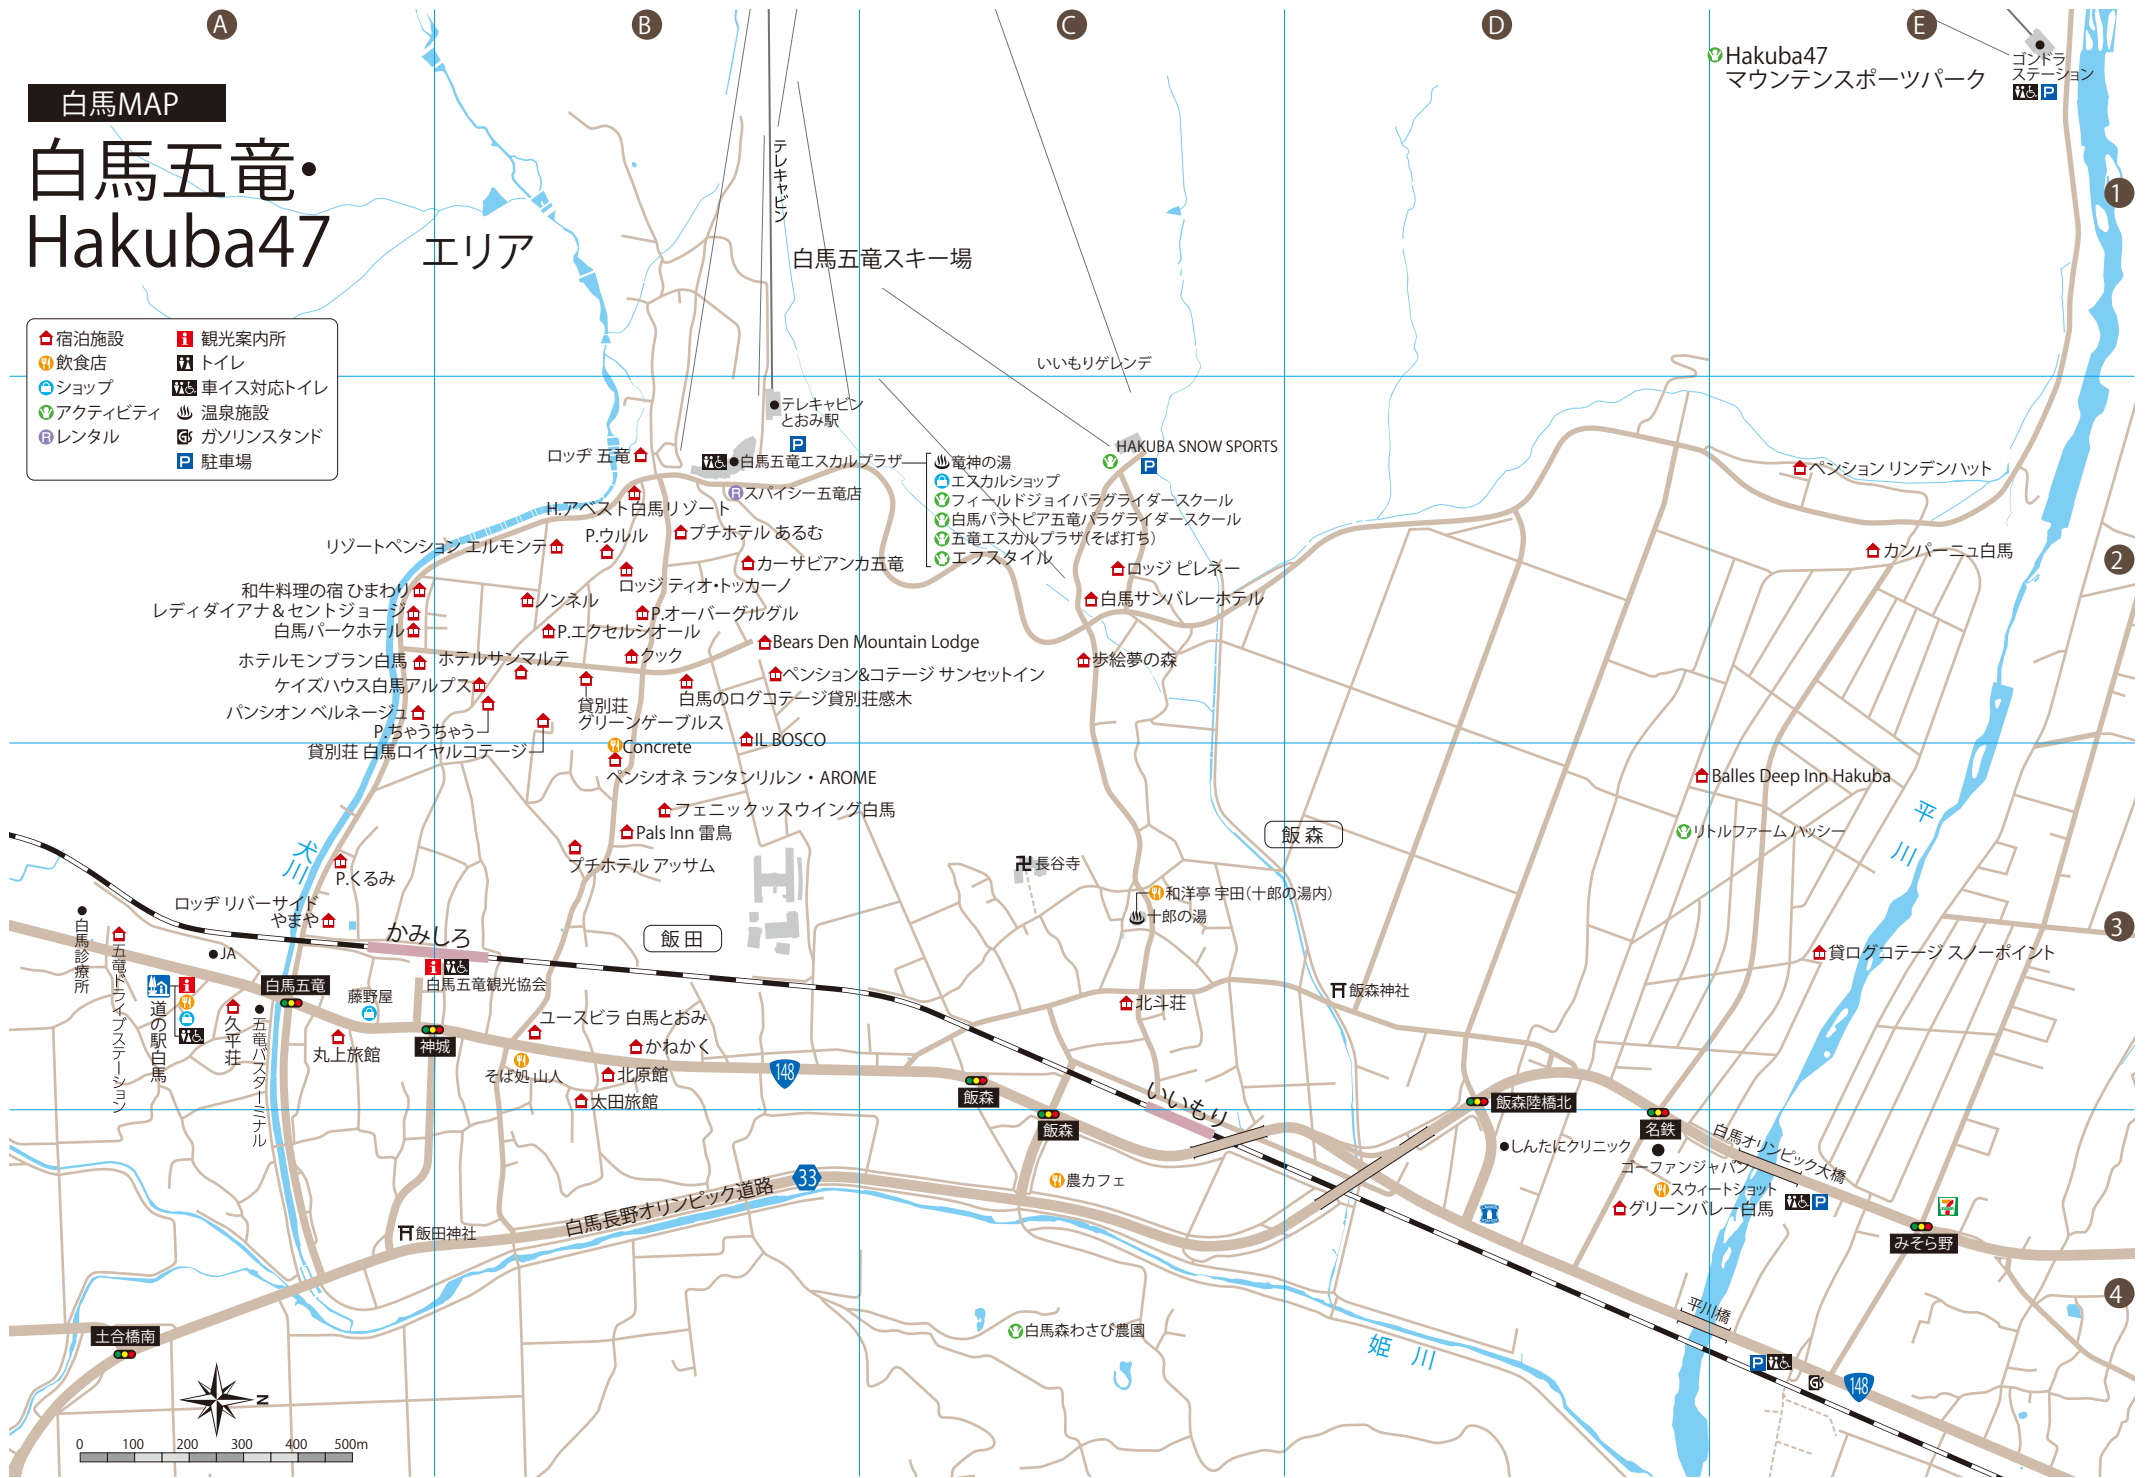 A
B
C
D
E
1
2
3
4
白馬MAP
白馬五竜・
Hakuba47
エリア
宿泊施設
飲食店
ショップ
アクティビティ
レンタル
観光案内所
トイレ
車イス対応トイレ
温泉施設
ガソリンスタンド
駐車場
Hakuba47
マウンテンスポーツパーク
ゴンドラ
ステーション
テレキャビン
白馬五竜スキー場
いいもりゲレンデ
テレキャビン
とおみ駅
ロッヂ 五竜
白馬五竜エスカルプラザ
竜神の湯
エスカルショップ
フィールドジョイパラグライダースクール
白馬パラトピア五竜パラグライダースクール
五竜エスカルプラザ(そば打ち)
エフスタイル
HAKUBA SNOW SPORTS
スパイシー五竜店
H.アベスト白馬リゾート
P.ウルル
プチホテル あるむ
リゾートペンション エルモンテ
カーサビアンカ五竜
ロッジ ティオ・トッカーノ
和牛料理の宿 ひまわり
レディダイアナ&セントジョージ
白馬パークホテル
ノンネル
P.オーバーグルグル
P.エクセルシオール
Bears Den Mountain Lodge
ホテルモンブラン白馬
ホテルサンマルテ
クック
ペンション&コテージ サンセットイン
ケイズハウス白馬アルプス
白馬のログコテージ貸別荘感木
貸別荘
グリーンゲーブルス
パンシオン ベルネージュ
P.ちゃうちゃう
貸別荘 白馬ロイヤルコテージ
Concrete
IL BOSCO
ペンシオネ ランタンリルン・AROME
フェニックッスウイング白馬
Pals Inn 雷鳥
プチホテル アッサム
ロッジ ピレネー
白馬サンバレーホテル
歩絵夢の森
ペンション リンデンハット
カンパーニュ白馬
Balles Deep Inn Hakuba
リトルファーム ハッシー
平川
犬川
P.くるみ
ロッヂ リバーサイド
やまや
かみしろ
飯田
飯森
卍長谷寺
和洋亭 宇田(十郎の湯内)
十郎の湯
貸ログコテージ スノーポイント
白馬診療所
五竜ドライブステーション
JA
道の駅白馬
久平荘
五竜バスターミナル
白馬五竜
藤野屋
丸上旅館
白馬五竜観光協会
神城
ユースビラ 白馬とおみ
かねかく
そば処 山人
北原館
太田旅館
148
北斗荘
飯森神社
飯森
飯森
いいもり
飯森陸橋北
名鉄
しんたにクリニック
ゴーファンジャパン
白馬オリンピック大橋
スウィートショット
グリーンバレー白馬
みそら野
農カフェ
33
白馬長野オリンピック道路
飯田神社
土合橋南
白馬森わさび農園
姫川
平川橋
148
N
0 100 200 300 400 500m